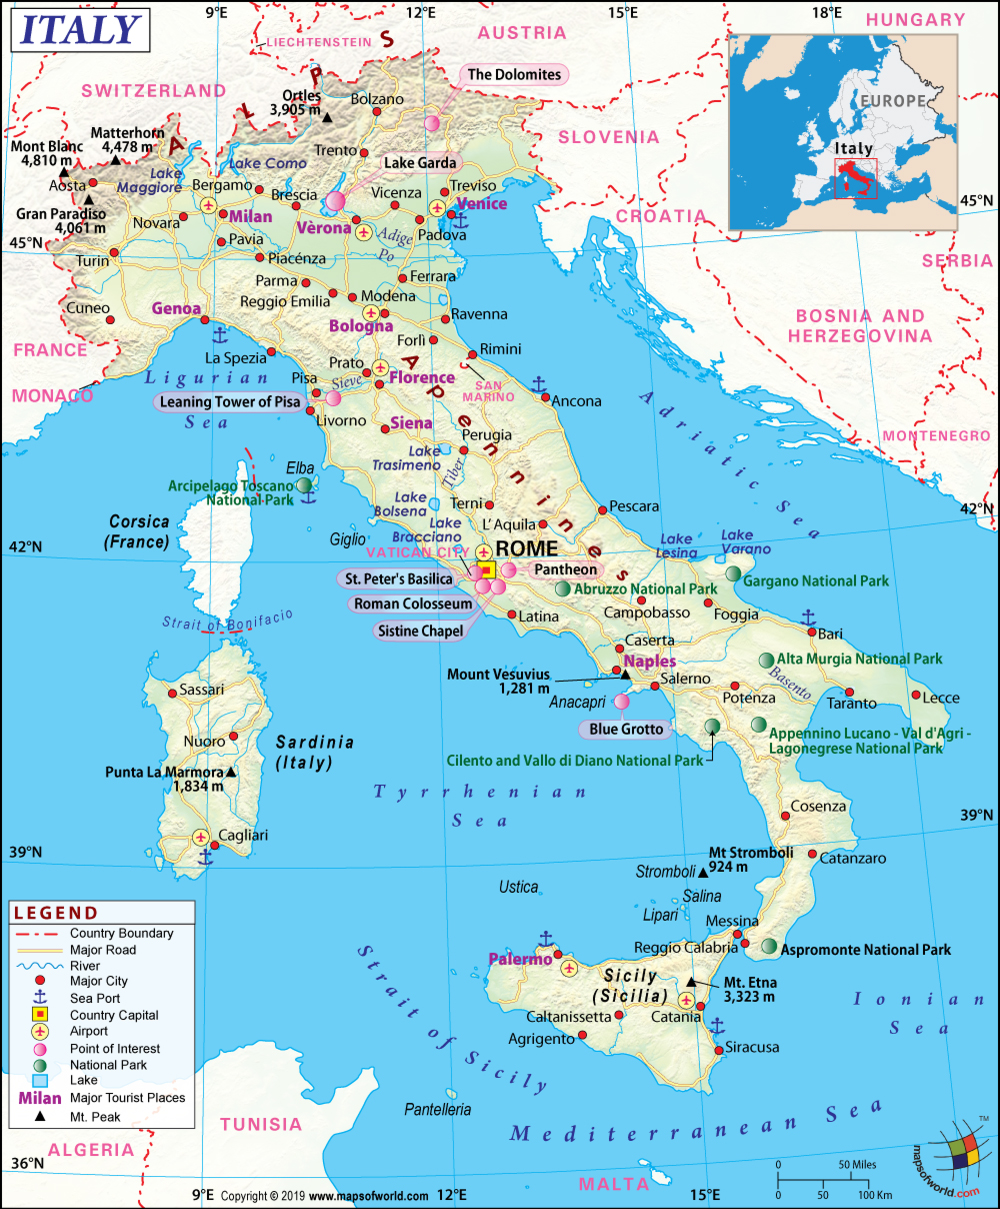 ITALY
9°E
12°E
15°E
18°E
HUNGARY
AUSTRIA
LIECHTENSTEIN
SWITZERLAND
A L P S
The Dolomites
Ortles
3,905 m
Bolzano
EUROPE
Italy
SLOVENIA
Matterhorn
4,478 m
Mont Blanc
4,810 m
Trento
Lake Como
Lake Garda
Lake
Maggiore
Aosta
Bergamo
Brescia
Vicenza
Treviso
Venice
45°N
Gran Paradiso
4,061 m
Novara
Milan
Vèrona
Adige
Padova
CROATIA
45°N
Pavia
Po
Turin
Piacénza
SERBIA
Parma
Ferrara
Reggio Emilia
Modena
Cuneo
Genoa
Bologna
Ravenna
BOSNIA AND
HERZEGOVINA
Forlì
FRANCE
La Spezia
Prato
Rimini
Ligurian
Sea
Pisa
Sieve
Florence
SAN
MARINO
MONACO
Leaning Tower of Pisa
Ancona
Adriatic Sea
Livorno
Siena
Apennines
Perugia
MONTENEGRO
Lake
Trasimeno
Tiber
Elba
Arcipelago Toscano
National Park
Lake
Bolsena
Terni
Pescara
42°N
Corsica
(France)
Giglio
Lake
Bracciano
L'Aquila
Lake
Lesina
Lake
Varano
42°N
VATICAN CITY
ROME
Pantheon
St. Peter's Basilica
Abruzzo National Park
Gargano National Park
Roman Colosseum
Campobasso
Foggia
Strait of Bonifacio
Sistine Chapel
Latina
Bari
Caserta
Naples
Alta Murgia National Park
Mount Vesuvius
1,281 m
Salerno
Basento
Sassari
Potenza
Taranto
Lecce
Anacapri
Blue Grotto
Nuoro
Sardinia
(Italy)
Appennino Lucano - Val d'Agri -
Lagonegrese National Park
Cilento and Vallo di Diano National Park
Punta La Marmora
1,834 m
Tyrrhenian
Sea
Cosenza
39°N
Cagliari
39°N
Mt Stromboli
924 m
Catanzaro
Stromboli
Ustica
Salina
Lipari
Messina
Reggio Calabria
Aspromonte National Park
Palermo
Sicily
(Sicilia)
Mt. Etna
3,323 m
Strait of Sicily
Ionian
Sea
Caltanissetta
Catania
Agrigento
Siracusa
LEGEND
Country Boundary
Major Road
River
Major City
Sea Port
Country Capital
Airport
Point of Interest
National Park
Lake
Milan Major Tourist Places
Mt. Peak
Pantelleria
TUNISIA
Mediterranean Sea
ALGERIA
36°N
MALTA
0 50 Miles
0 50 100 Km
TM
mapsofworld.com
9°E
Copyright © 2019 www.mapsofworld.com
12°E
15°E